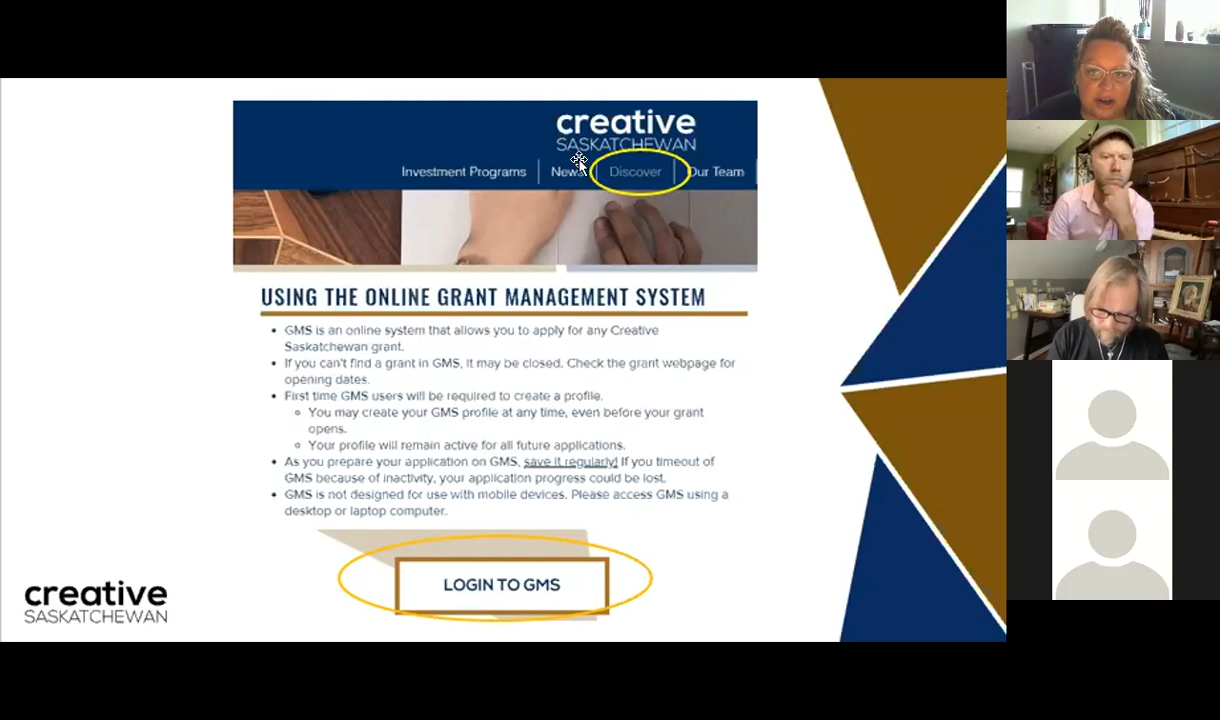 creative
SASKATCHEWAN
Investment Programs
News
Discover
Our Team
USING THE ONLINE GRANT MANAGEMENT SYSTEM
• GMS is an online system that allows you to apply for any Creative
Saskatchewan grant.
• If you can't find a grant in GMS, it may be closed. Check the grant webpage for
opening dates.
• First time GMS users will be required to create a profile.
◦ You may create your GMS profile at any time, even before your grant
opens.
◦ Your profile will remain active for all future applications.
• As you prepare your application on GMS, save it regularly! If you timeout of
GMS because of inactivity, your application progress could be lost.
• GMS is not designed for use with mobile devices. Please access GMS using a
desktop or laptop computer.
LOGIN TO GMS
creative
SASKATCHEWAN